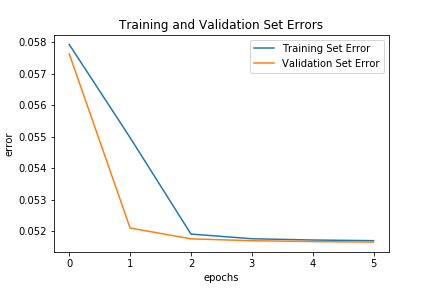 Training and Validation Set Errors
Training Set Error
Validation Set Error
error
0.058
0.057
0.056
0.055
0.054
0.053
0.052
0 1 2 3 4 5
epochs